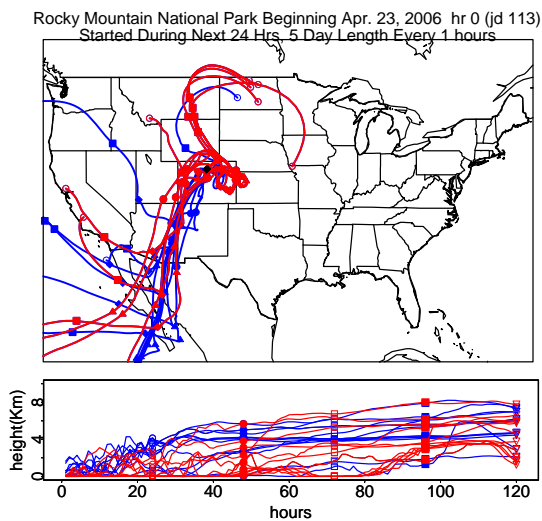 Rocky Mountain National Park Beginning Apr. 23, 2006  hr 0 (jd 113)
Started During Next 24 Hrs, 5 Day Length Every 1 hours
height(Km)
8
4
0
0 20 40 60 80 100 120
hours